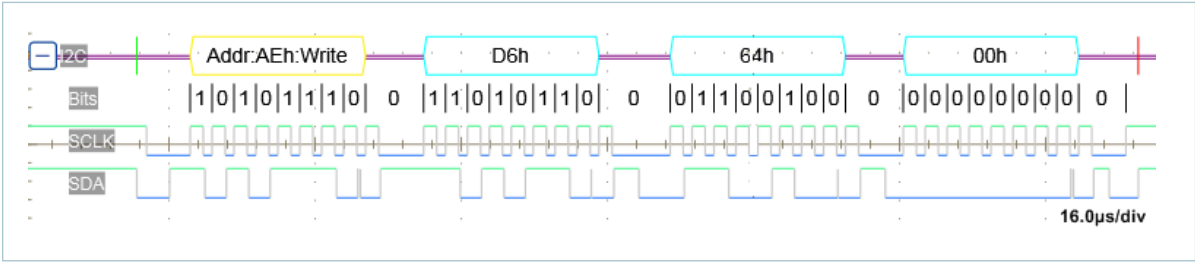 I2C Addr:AEh:Write D6h 64h 00h
Bits 1 0 1 0 1 1 1 0 0 1 1 0 1 0 1 1 0 0 0 1 1 0 0 1 0 0 0 0 0 0 0 0 0 0 0 0
SCLK
SDA
16.0µs/div